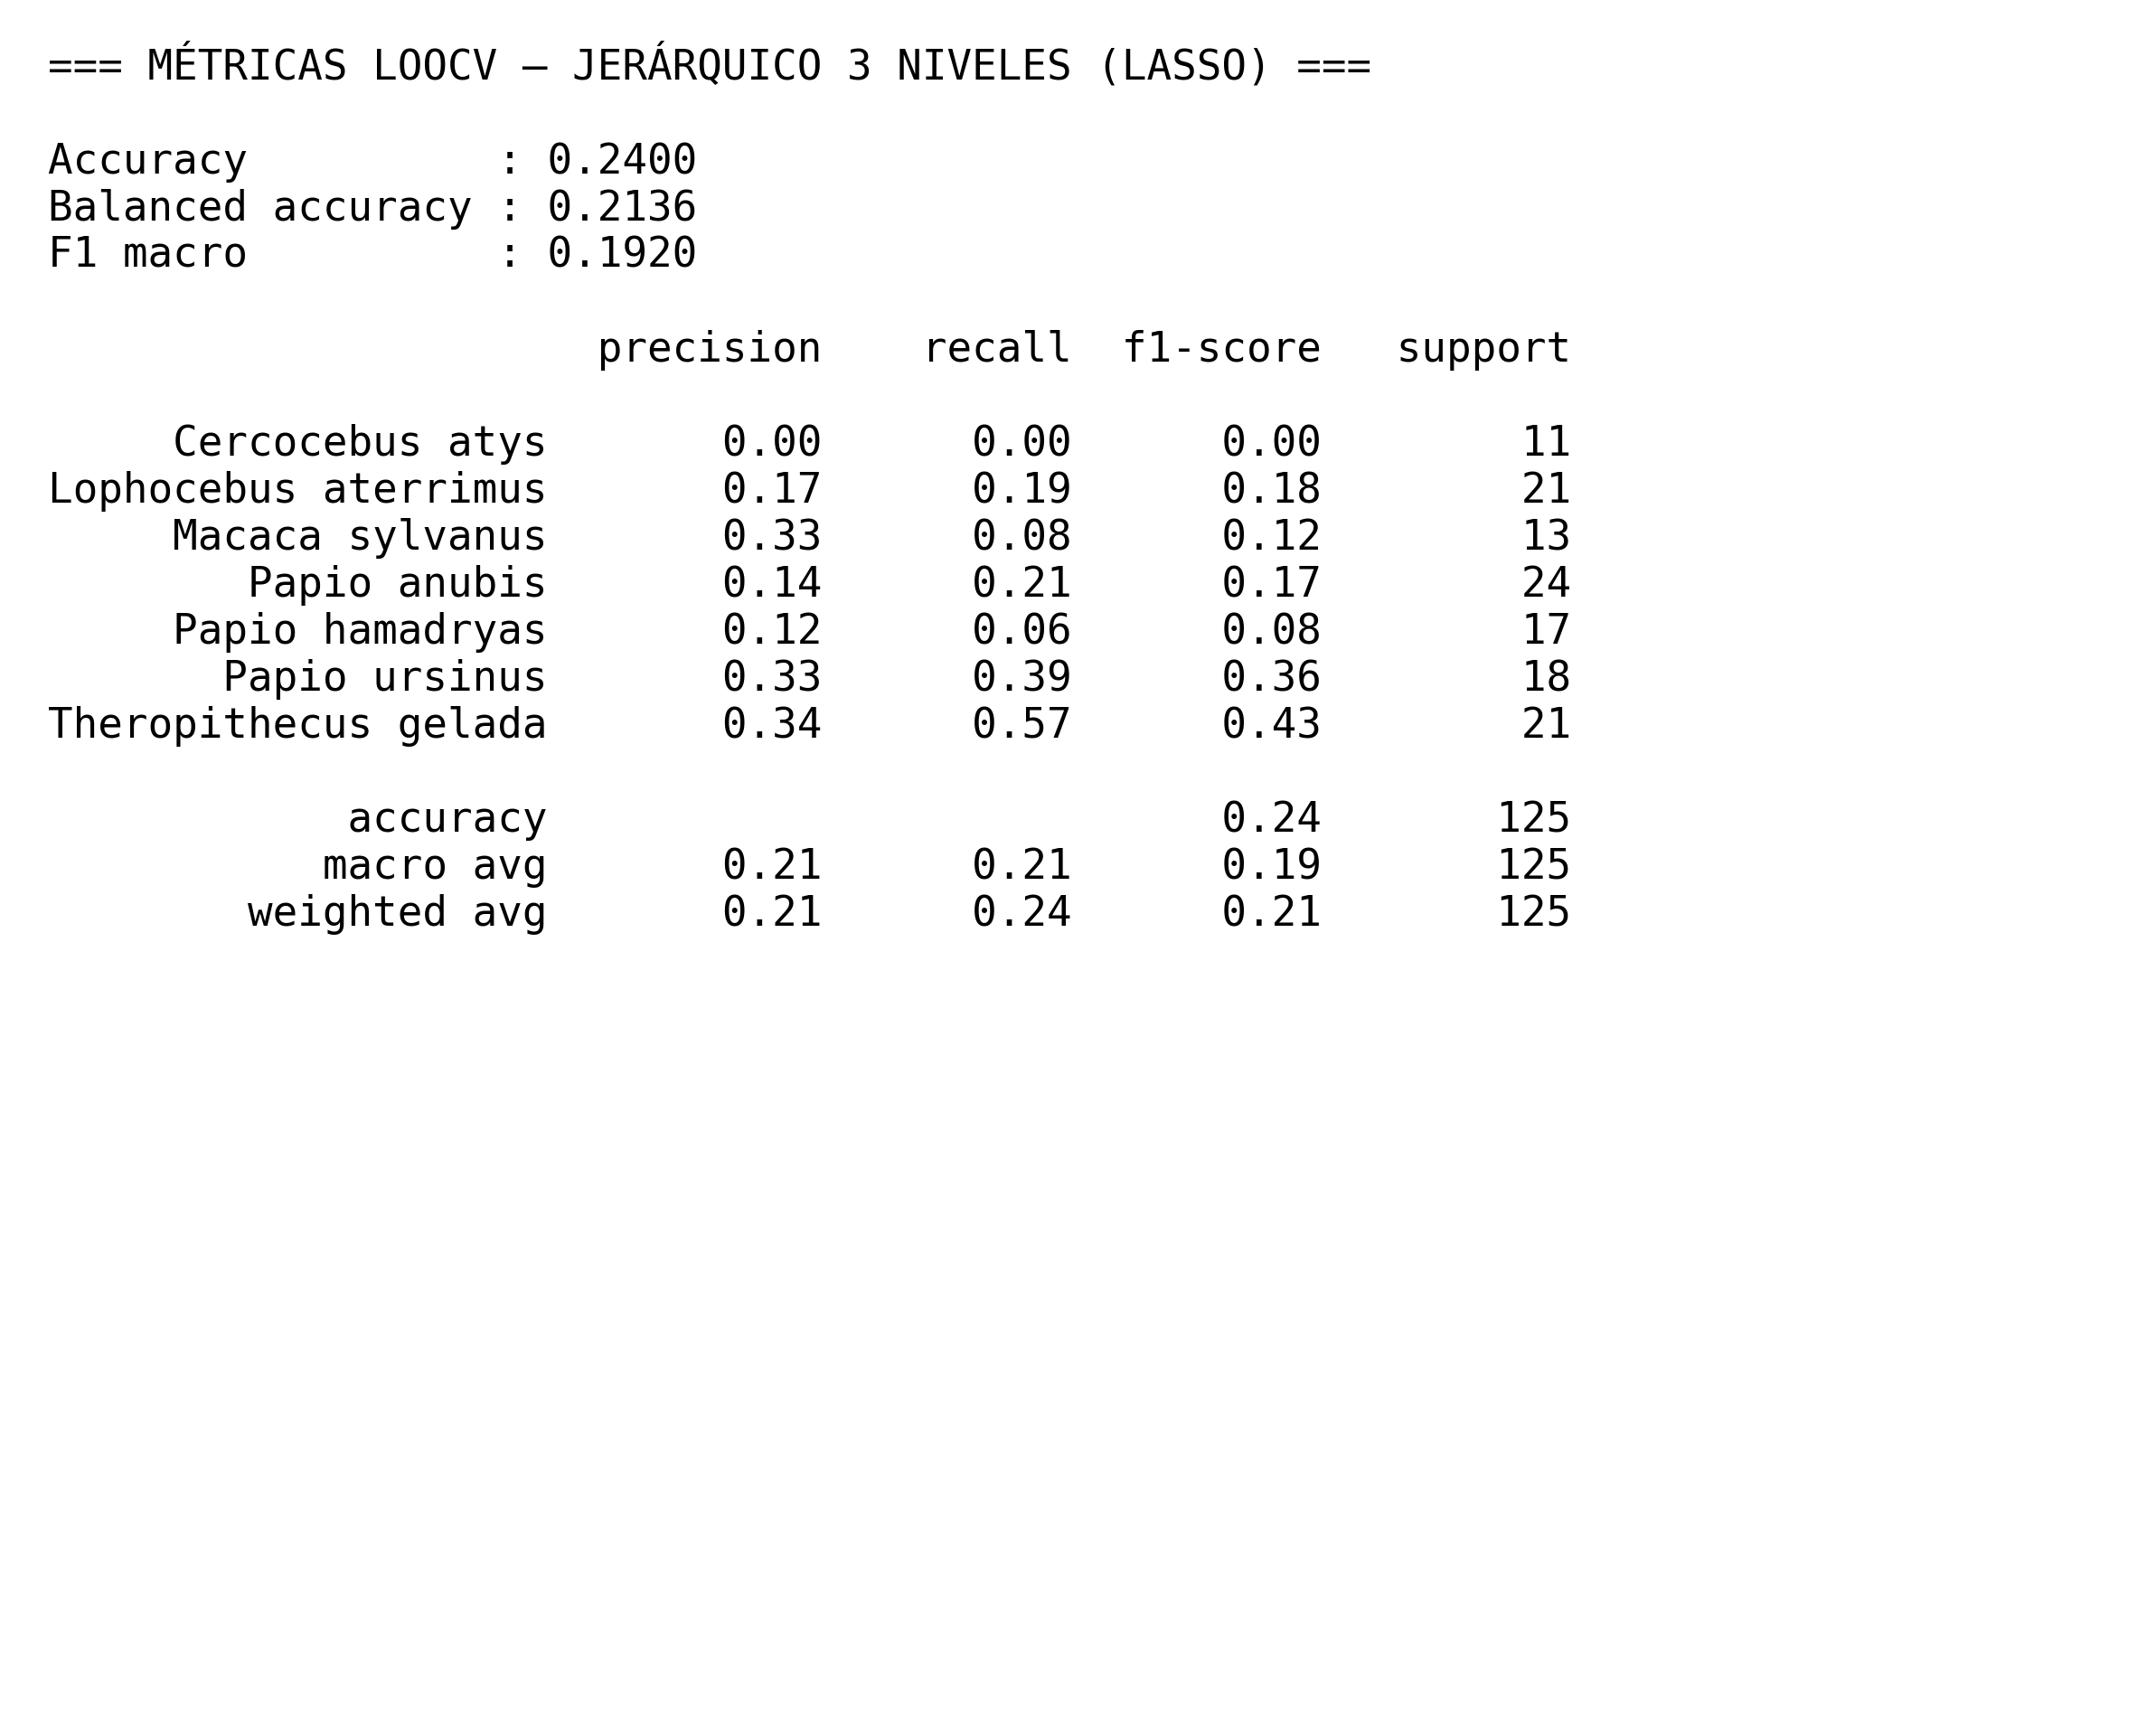 === MÉTRICAS LOOCV — JERÁRQUICO 3 NIVELES (LASSO) ===
Accuracy          : 0.2400
Balanced accuracy : 0.2136
F1 macro          : 0.1920
                      precision    recall  f1-score   support
     Cercocebus atys       0.00      0.00      0.00        11
Lophocebus aterrimus       0.17      0.19      0.18        21
     Macaca sylvanus       0.33      0.08      0.12        13
        Papio anubis       0.14      0.21      0.17        24
     Papio hamadryas       0.12      0.06      0.08        17
       Papio ursinus       0.33      0.39      0.36        18
Theropithecus gelada       0.34      0.57      0.43        21
            accuracy                           0.24       125
           macro avg       0.21      0.21      0.19       125
        weighted avg       0.21      0.24      0.21       125